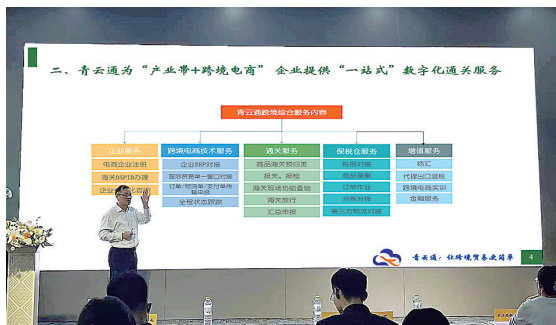 二、青云通为“产业带+跨境电商”企业提供“一站式”数字化通关服务
青云通跨境综合服务内容
企业服务
电商企业注册
海关DXPID办理
跨境电商技术服务
企业ERP对接
国际贸易单一窗口对接
订单/物流单/支付单传输申报
全程状态跟踪
通关服务
商品海关预归类
报关、报检
海关现场协助查验
海关放行
汇总申报
保税仓服务
账册对接
商品备案
订单作业
分拣分拨
第三方物流对接
增值服务
结汇
代理出口退税
跨境电商实训
金融服务
青云通，让跨境贸易更简单
4